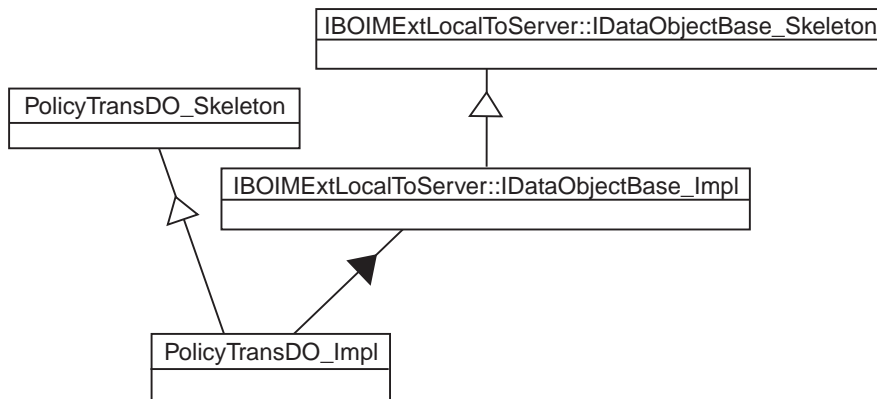 IBOIMExtLocalToServer::IDataObjectBase_Skeleton
PolicyTransDO_Skeleton
IBOIMExtLocalToServer::IDataObjectBase_Impl
PolicyTransDO_Impl